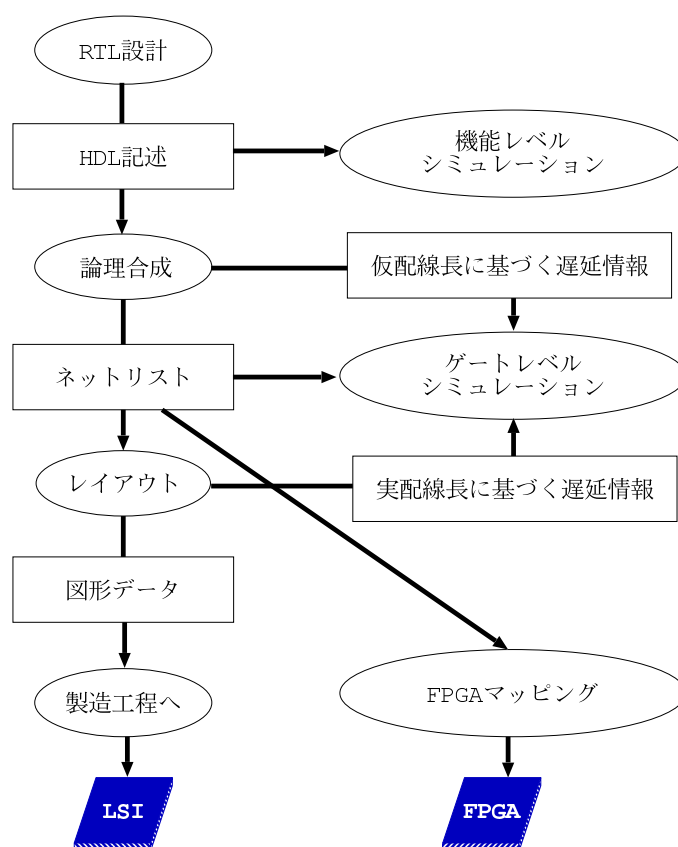 RTL設計
HDL記述
機能レベル
シミュレーション
論理合成
仮配線長に基づく遅延情報
ネットリスト
ゲートレベル
シミュレーション
レイアウト
実配線長に基づく遅延情報
図形データ
製造工程へ
FPGAマッピング
LSI
FPGA